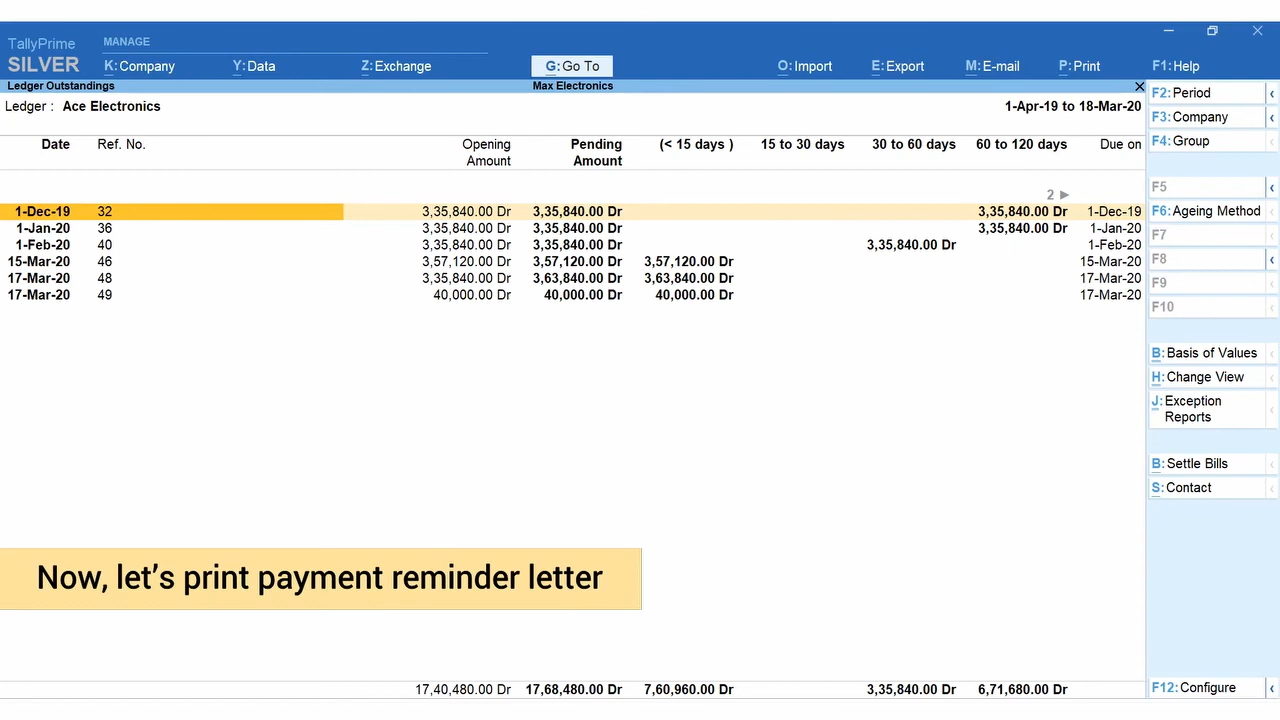 TallyPrime MANAGE
SILVER K:Company Y:Data Z:Exchange G:Go To O:Import E:Export M:E-mail P:Print F1:Help
Ledger Outstandings Max Electronics
Ledger : Ace Electronics 1-Apr-19 to 18-Mar-20
Date Ref. No. Opening Amount Pending Amount (< 15 days ) 15 to 30 days 30 to 60 days 60 to 120 days Due on
2
1-Dec-19 32 3,35,840.00 Dr 3,35,840.00 Dr 3,35,840.00 Dr 1-Dec-19
1-Jan-20 36 3,35,840.00 Dr 3,35,840.00 Dr 3,35,840.00 Dr 1-Jan-20
1-Feb-20 40 3,35,840.00 Dr 3,35,840.00 Dr 3,35,840.00 Dr 1-Feb-20
15-Mar-20 46 3,57,120.00 Dr 3,57,120.00 Dr 3,57,120.00 Dr 15-Mar-20
17-Mar-20 48 3,35,840.00 Dr 3,63,840.00 Dr 3,63,840.00 Dr 17-Mar-20
17-Mar-20 49 40,000.00 Dr 40,000.00 Dr 40,000.00 Dr 17-Mar-20
Now, let's print payment reminder letter
17,40,480.00 Dr 17,68,480.00 Dr 7,60,960.00 Dr 3,35,840.00 Dr 6,71,680.00 Dr
F2:Period
F3:Company
F4:Group
F5
F6:Ageing Method
F7
F8
F9
F10
B:Basis of Values
H:Change View
J:Exception
Reports
B:Settle Bills
S:Contact
F12:Configure